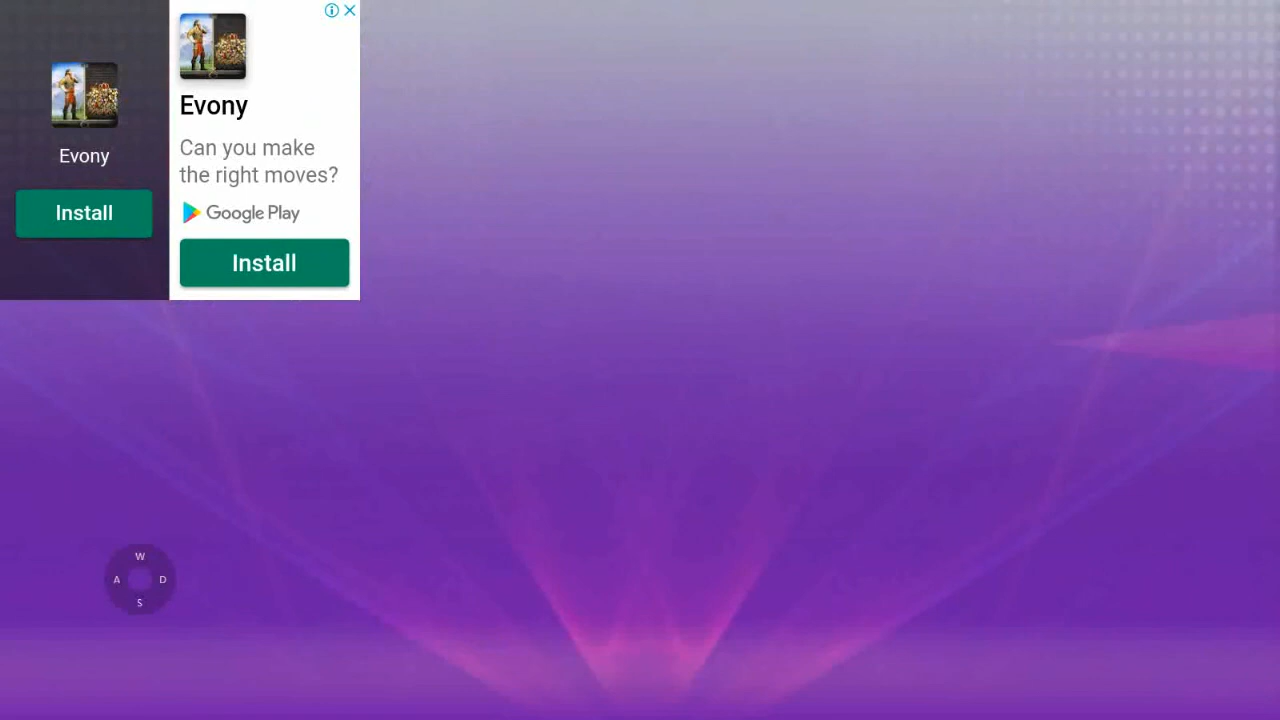 Evony
Install
Evony
Can you make
the right moves?
Google Play
Install
W
A D
S